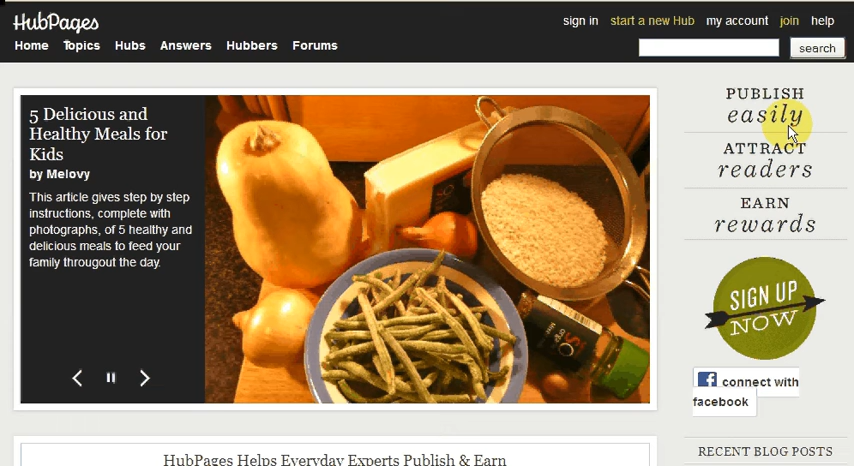 HubPages
sign in start a new Hub my account join help
Home Topics Hubs Answers Hubbers Forums
search
5 Delicious and
Healthy Meals for
Kids
by Melovy
This article gives step by step
instructions, complete with
photographs, of 5 healthy and
delicious meals to feed your
family througout the day.
PUBLISH
easily
ATTRACT
readers
EARN
rewards
SIGN UP
NOW
connect with
facebook
RECENT BLOG POSTS
HubPages Helps Everyday Experts Publish & Earn